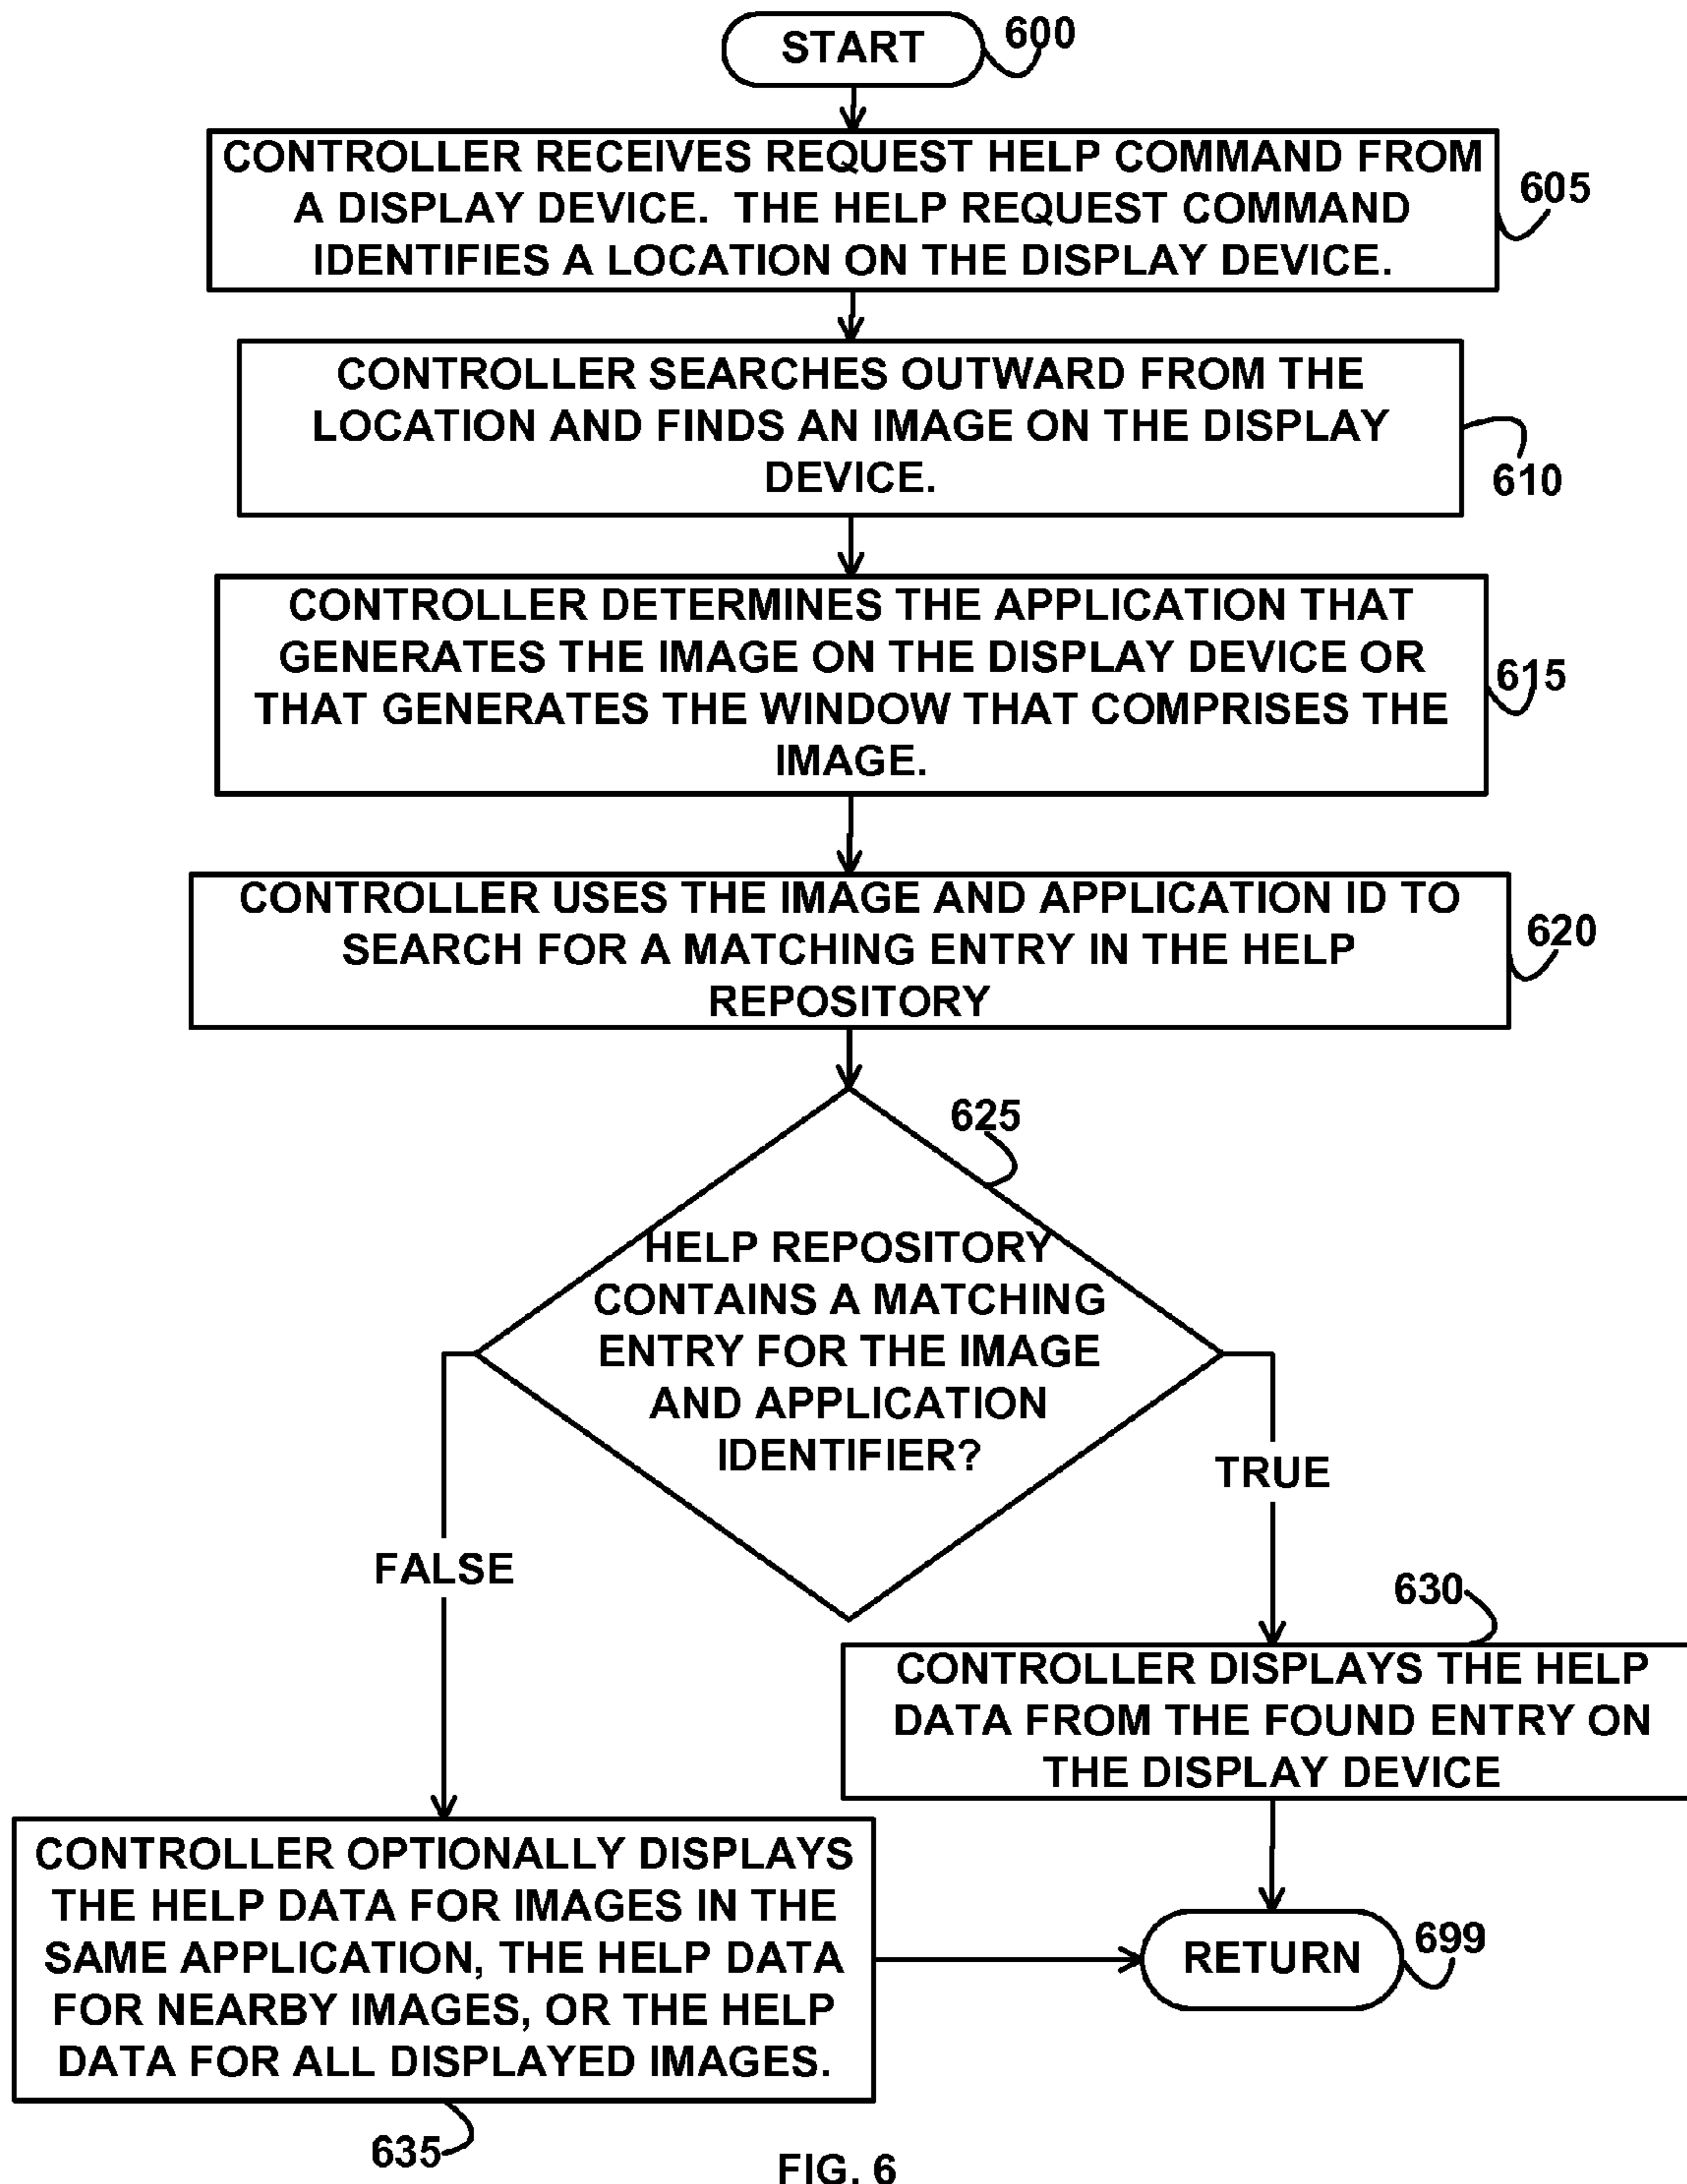 START
600
CONTROLLER RECEIVES REQUEST HELP COMMAND FROM
A DISPLAY DEVICE. THE HELP REQUEST COMMAND
IDENTIFIES A LOCATION ON THE DISPLAY DEVICE.
605
CONTROLLER SEARCHES OUTWARD FROM THE
LOCATION AND FINDS AN IMAGE ON THE DISPLAY
DEVICE.
610
CONTROLLER DETERMINES THE APPLICATION THAT
GENERATES THE IMAGE ON THE DISPLAY DEVICE OR
THAT GENERATES THE WINDOW THAT COMPRISES THE
IMAGE.
615
CONTROLLER USES THE IMAGE AND APPLICATION ID TO
SEARCH FOR A MATCHING ENTRY IN THE HELP
REPOSITORY
620
625
HELP REPOSITORY
CONTAINS A MATCHING
ENTRY FOR THE IMAGE
AND APPLICATION
IDENTIFIER?
TRUE
FALSE
630
CONTROLLER DISPLAYS THE HELP
DATA FROM THE FOUND ENTRY ON
THE DISPLAY DEVICE
CONTROLLER OPTIONALLY DISPLAYS
THE HELP DATA FOR IMAGES IN THE
SAME APPLICATION, THE HELP DATA
FOR NEARBY IMAGES, OR THE HELP
DATA FOR ALL DISPLAYED IMAGES.
RETURN
699
635
FIG. 6